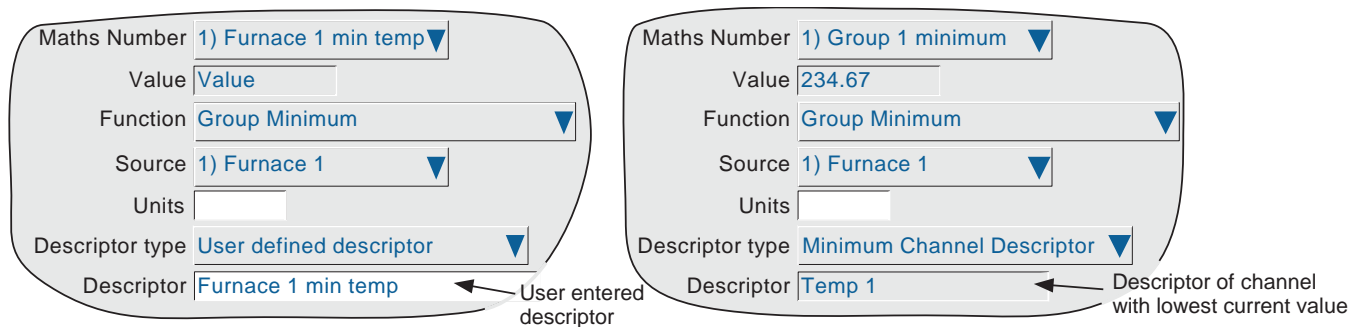 Maths Number 1) Furnace 1 min temp
Value Value
Function Group Minimum
Source 1) Furnace 1
Units
Descriptor type User defined descriptor
Descriptor Furnace 1 min temp
User entered
descriptor
Maths Number 1) Group 1 minimum
Value 234.67
Function Group Minimum
Source 1) Furnace 1
Units
Descriptor type Minimum Channel Descriptor
Descriptor Temp 1
Descriptor of channel
with lowest current value